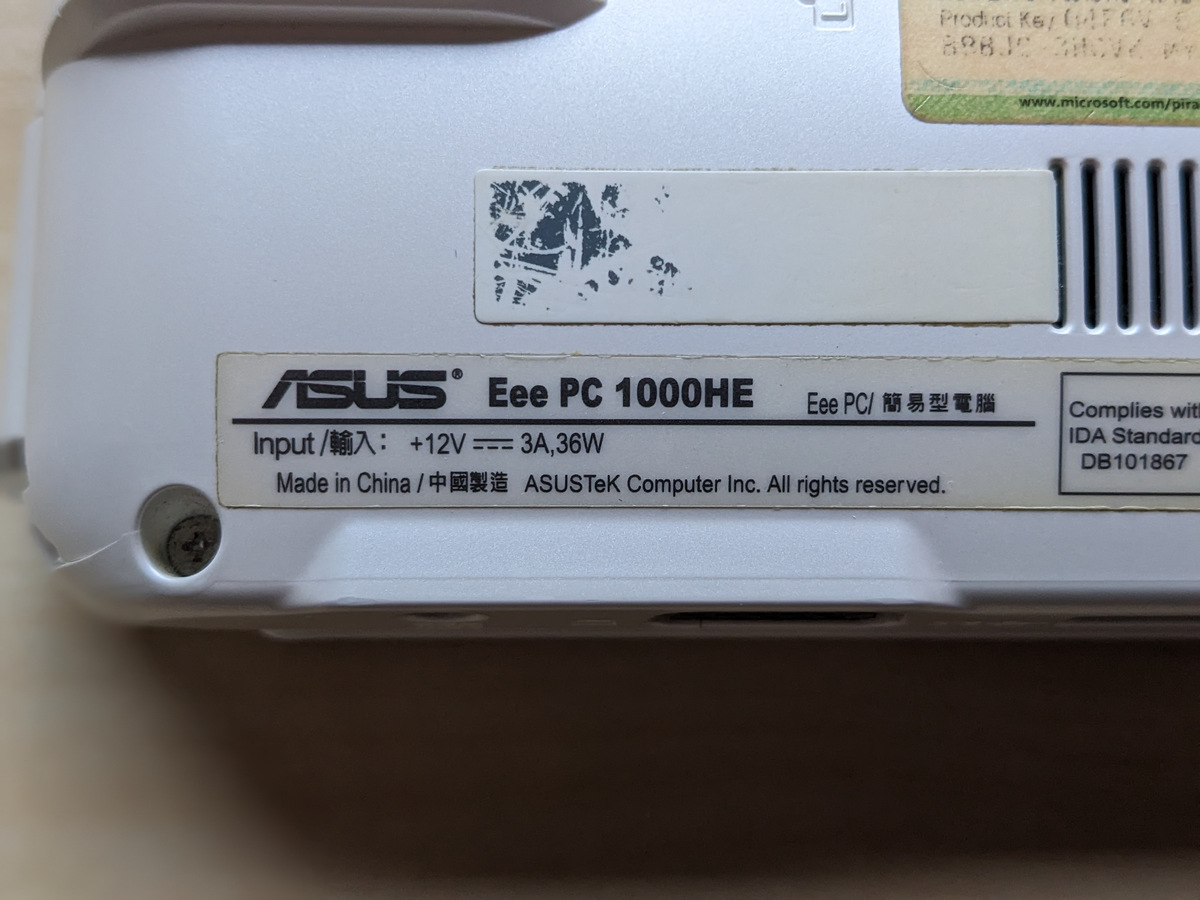 Product Key
www.microsoft.com/pira
ASUS® Eee PC 1000HE Eee PC/ 簡易型電腦
Input/輸入: +12V ⎓ 3A,36W
Made in China / 中國製造 ASUSTeK Computer Inc. All rights reserved.
Complies with
IDA Standard
DB101867